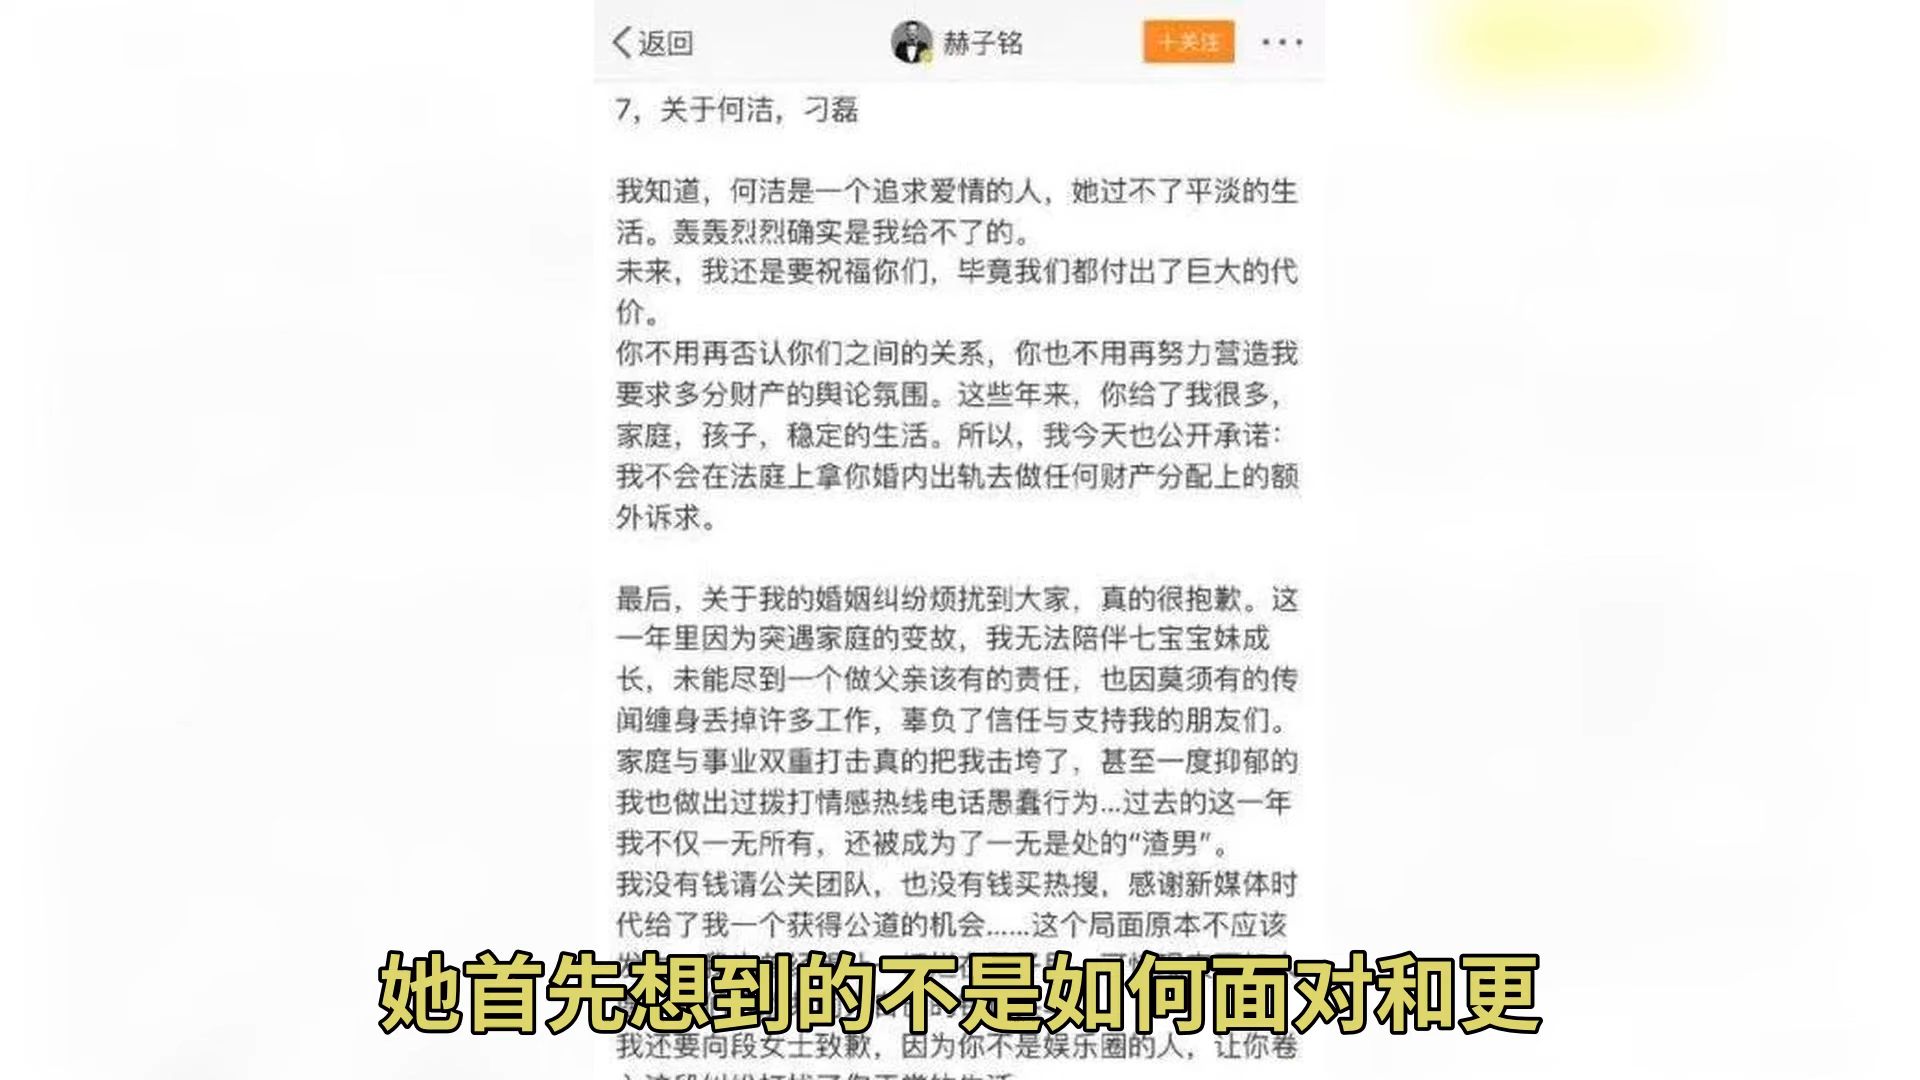 返回
赫子铭
+关注
7，关于何洁，刁磊
我知道，何洁是一个追求爱情的人，她过不了平淡的生
活。轰轰烈烈确实是我给不了的。
未来，我还是要祝福你们，毕竟我们都付出了巨大的代
价。
你不用再否认你们之间的关系，你也不用再努力营造我
要求多分财产的舆论氛围。这些年来，你给了我很多，
家庭，孩子，稳定的生活。所以，我今天也公开承诺：
我不会在法庭上拿你婚内出轨去做任何财产分配上的额
外诉求。
最后，关于我的婚姻纠纷烦扰到大家，真的很抱歉。这
一年里因为突遇家庭的变故，我无法陪伴七宝宝妹成
长，未能尽到一个做父亲该有的责任，也因莫须有的传
闻缠身丢掉许多工作，辜负了信任与支持我的朋友们。
家庭与事业双重打击真的把我击垮了，甚至一度抑郁的
我也做出过拨打情感热线电话愚蠢行为...过去的这一年
我不仅一无所有，还被成为了一无是处的“渣男”。
我没有钱请公关团队，也没有钱买热搜，感谢新媒体时
代给了我一个获得公道的机会......这个局面原本不应该
她首先想到的不是如何面对和更
我还要向段女士致歉，因为你不是娱乐圈的人，让你卷